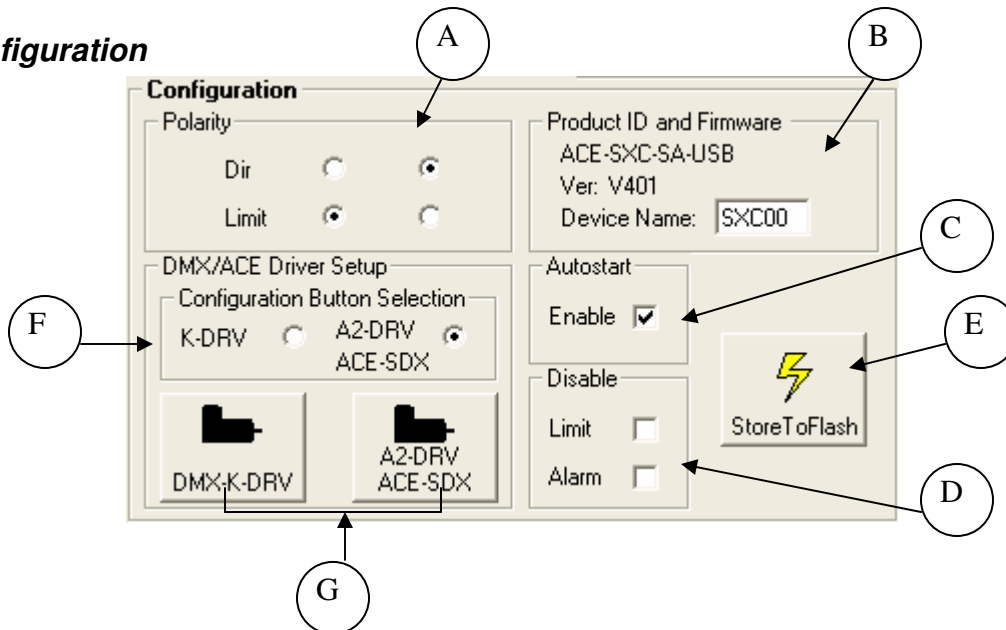 figuration
A
B
Configuration
Polarity
Dir
Limit
Product ID and Firmware
ACE-SXC-SA-USB
Ver: V401
Device Name: SXC00
C
DMX/ACE Driver Setup
Configuration Button Selection
K-DRV
A2-DRV
ACE-SDX
F
Autostart
Enable
E
Disable
Limit
Alarm
StoreToFlash
DMX-K-DRV
A2-DRV
ACE-SDX
D
G